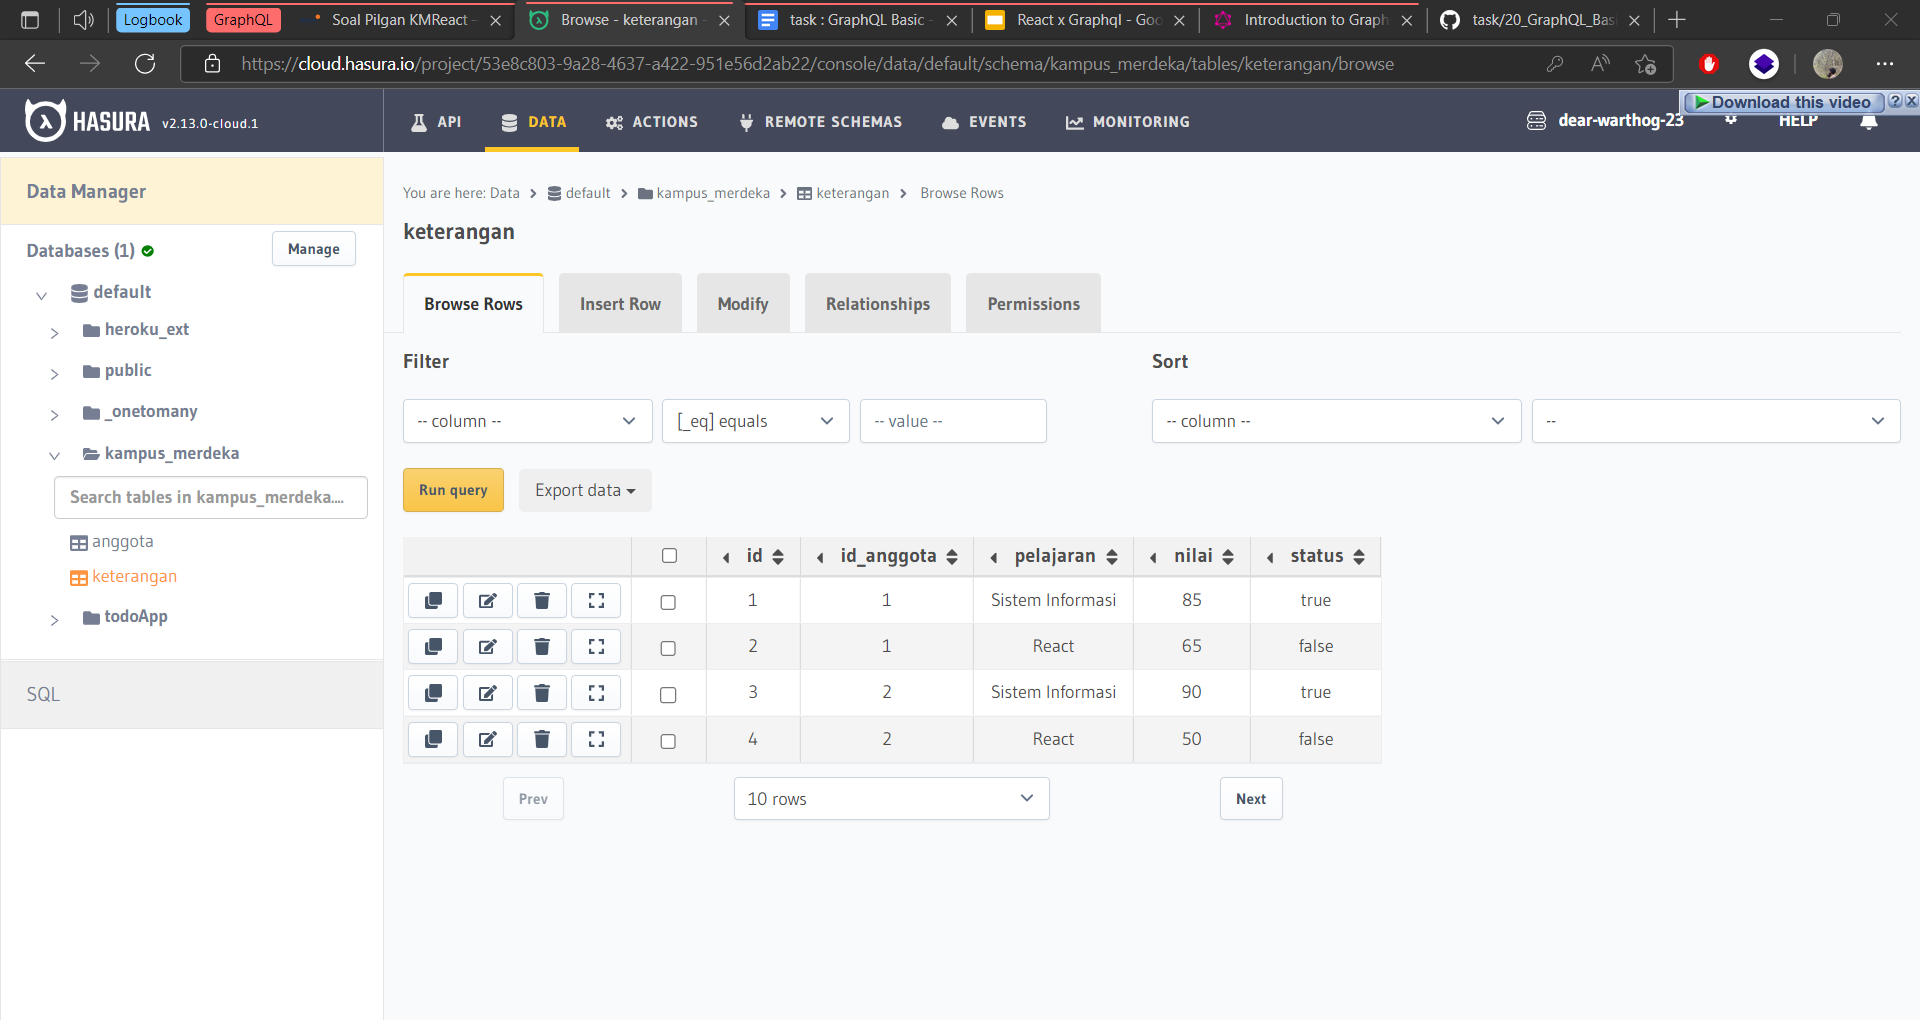 Logbook
GraphQL
Soal Pilgan KMReact -
Browse - keterangan -
task : GraphQL Basic -
React x Graphql - Goo
Introduction to Graph
task/20_GraphQL_Bas
https://cloud.hasura.io/project/53e8c803-9a28-4637-a422-951e56d2ab22/console/data/default/schema/kampus_merdeka/tables/keterangan/browse
Download this video
HASURA v2.13.0-cloud.1
API
DATA
ACTIONS
REMOTE SCHEMAS
EVENTS
MONITORING
dear-warthog-23
HELP
Data Manager
Databases (1)
Manage
default
heroku_ext
public
_onetomany
kampus_merdeka
Search tables in kampus_merdeka....
anggota
keterangan
todoApp
SQL
You are here: Data > default > kampus_merdeka > keterangan > Browse Rows
keterangan
Browse Rows
Insert Row
Modify
Relationships
Permissions
Filter
Sort
-- column --
[_eq] equals
-- value --
-- column --
--
Run query
Export data
id id_anggota pelajaran nilai status
1 1 Sistem Informasi 85 true
2 1 React 65 false
3 2 Sistem Informasi 90 true
4 2 React 50 false
Prev
10 rows
Next